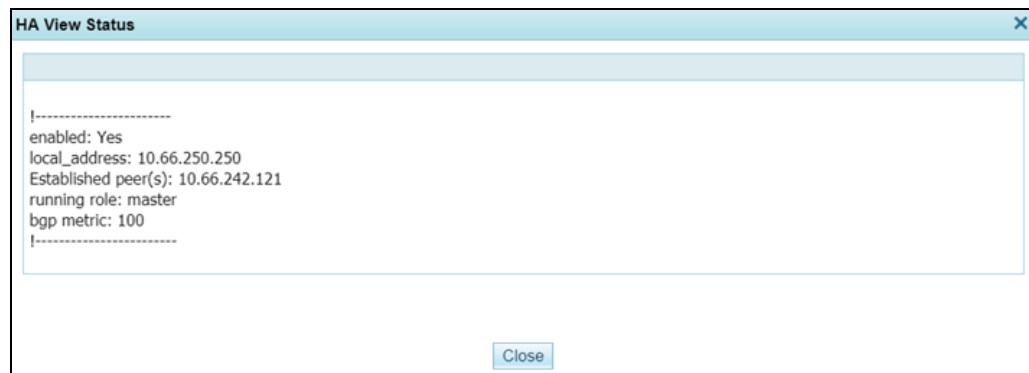 HA View Status
!-----------------------
enabled: Yes
local_address: 10.66.250.250
Established peer(s): 10.66.242.121
running role: master
bgp metric: 100
!------------------------
Close